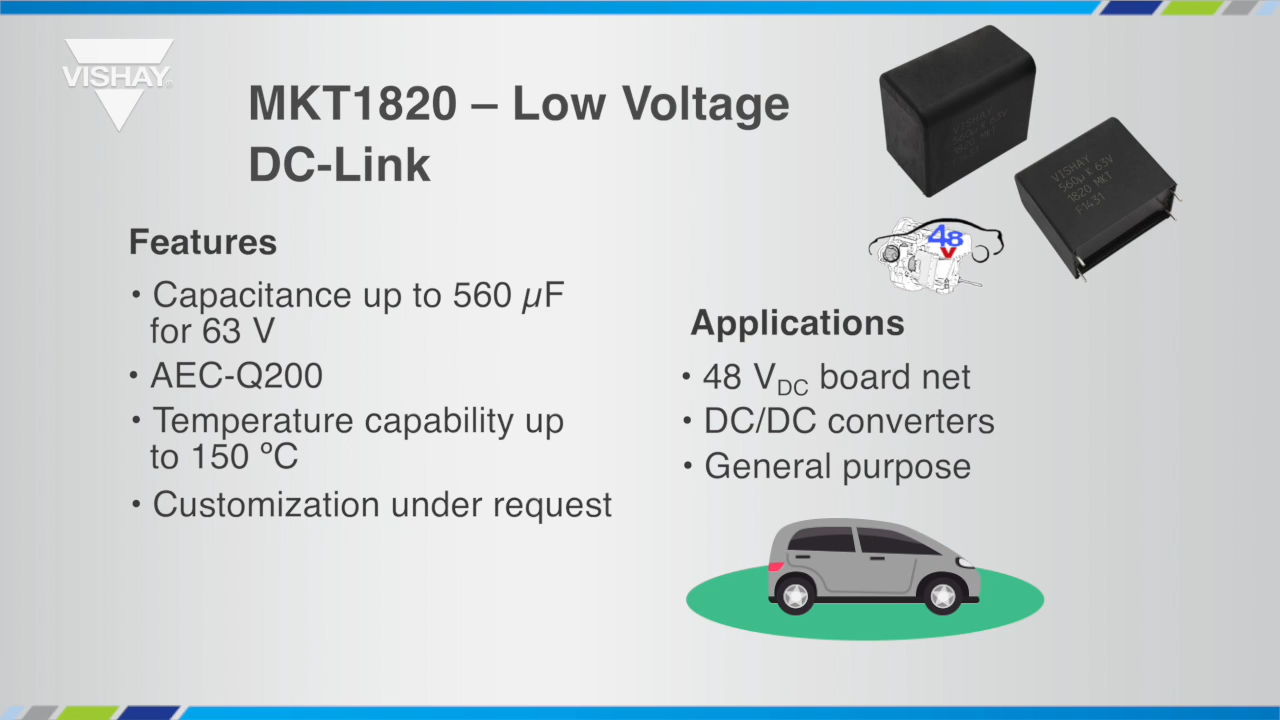 VISHAY
MKT1820 – Low Voltage
DC-Link
VISHAY
560µ K 63V
1820 MKT
F1431
Features
• Capacitance up to 560 µF
for 63 V
• AEC-Q200
• Temperature capability up
to 150 ºC
• Customization under request
48
V
Applications
• 48 VDC board net
• DC/DC converters
• General purpose